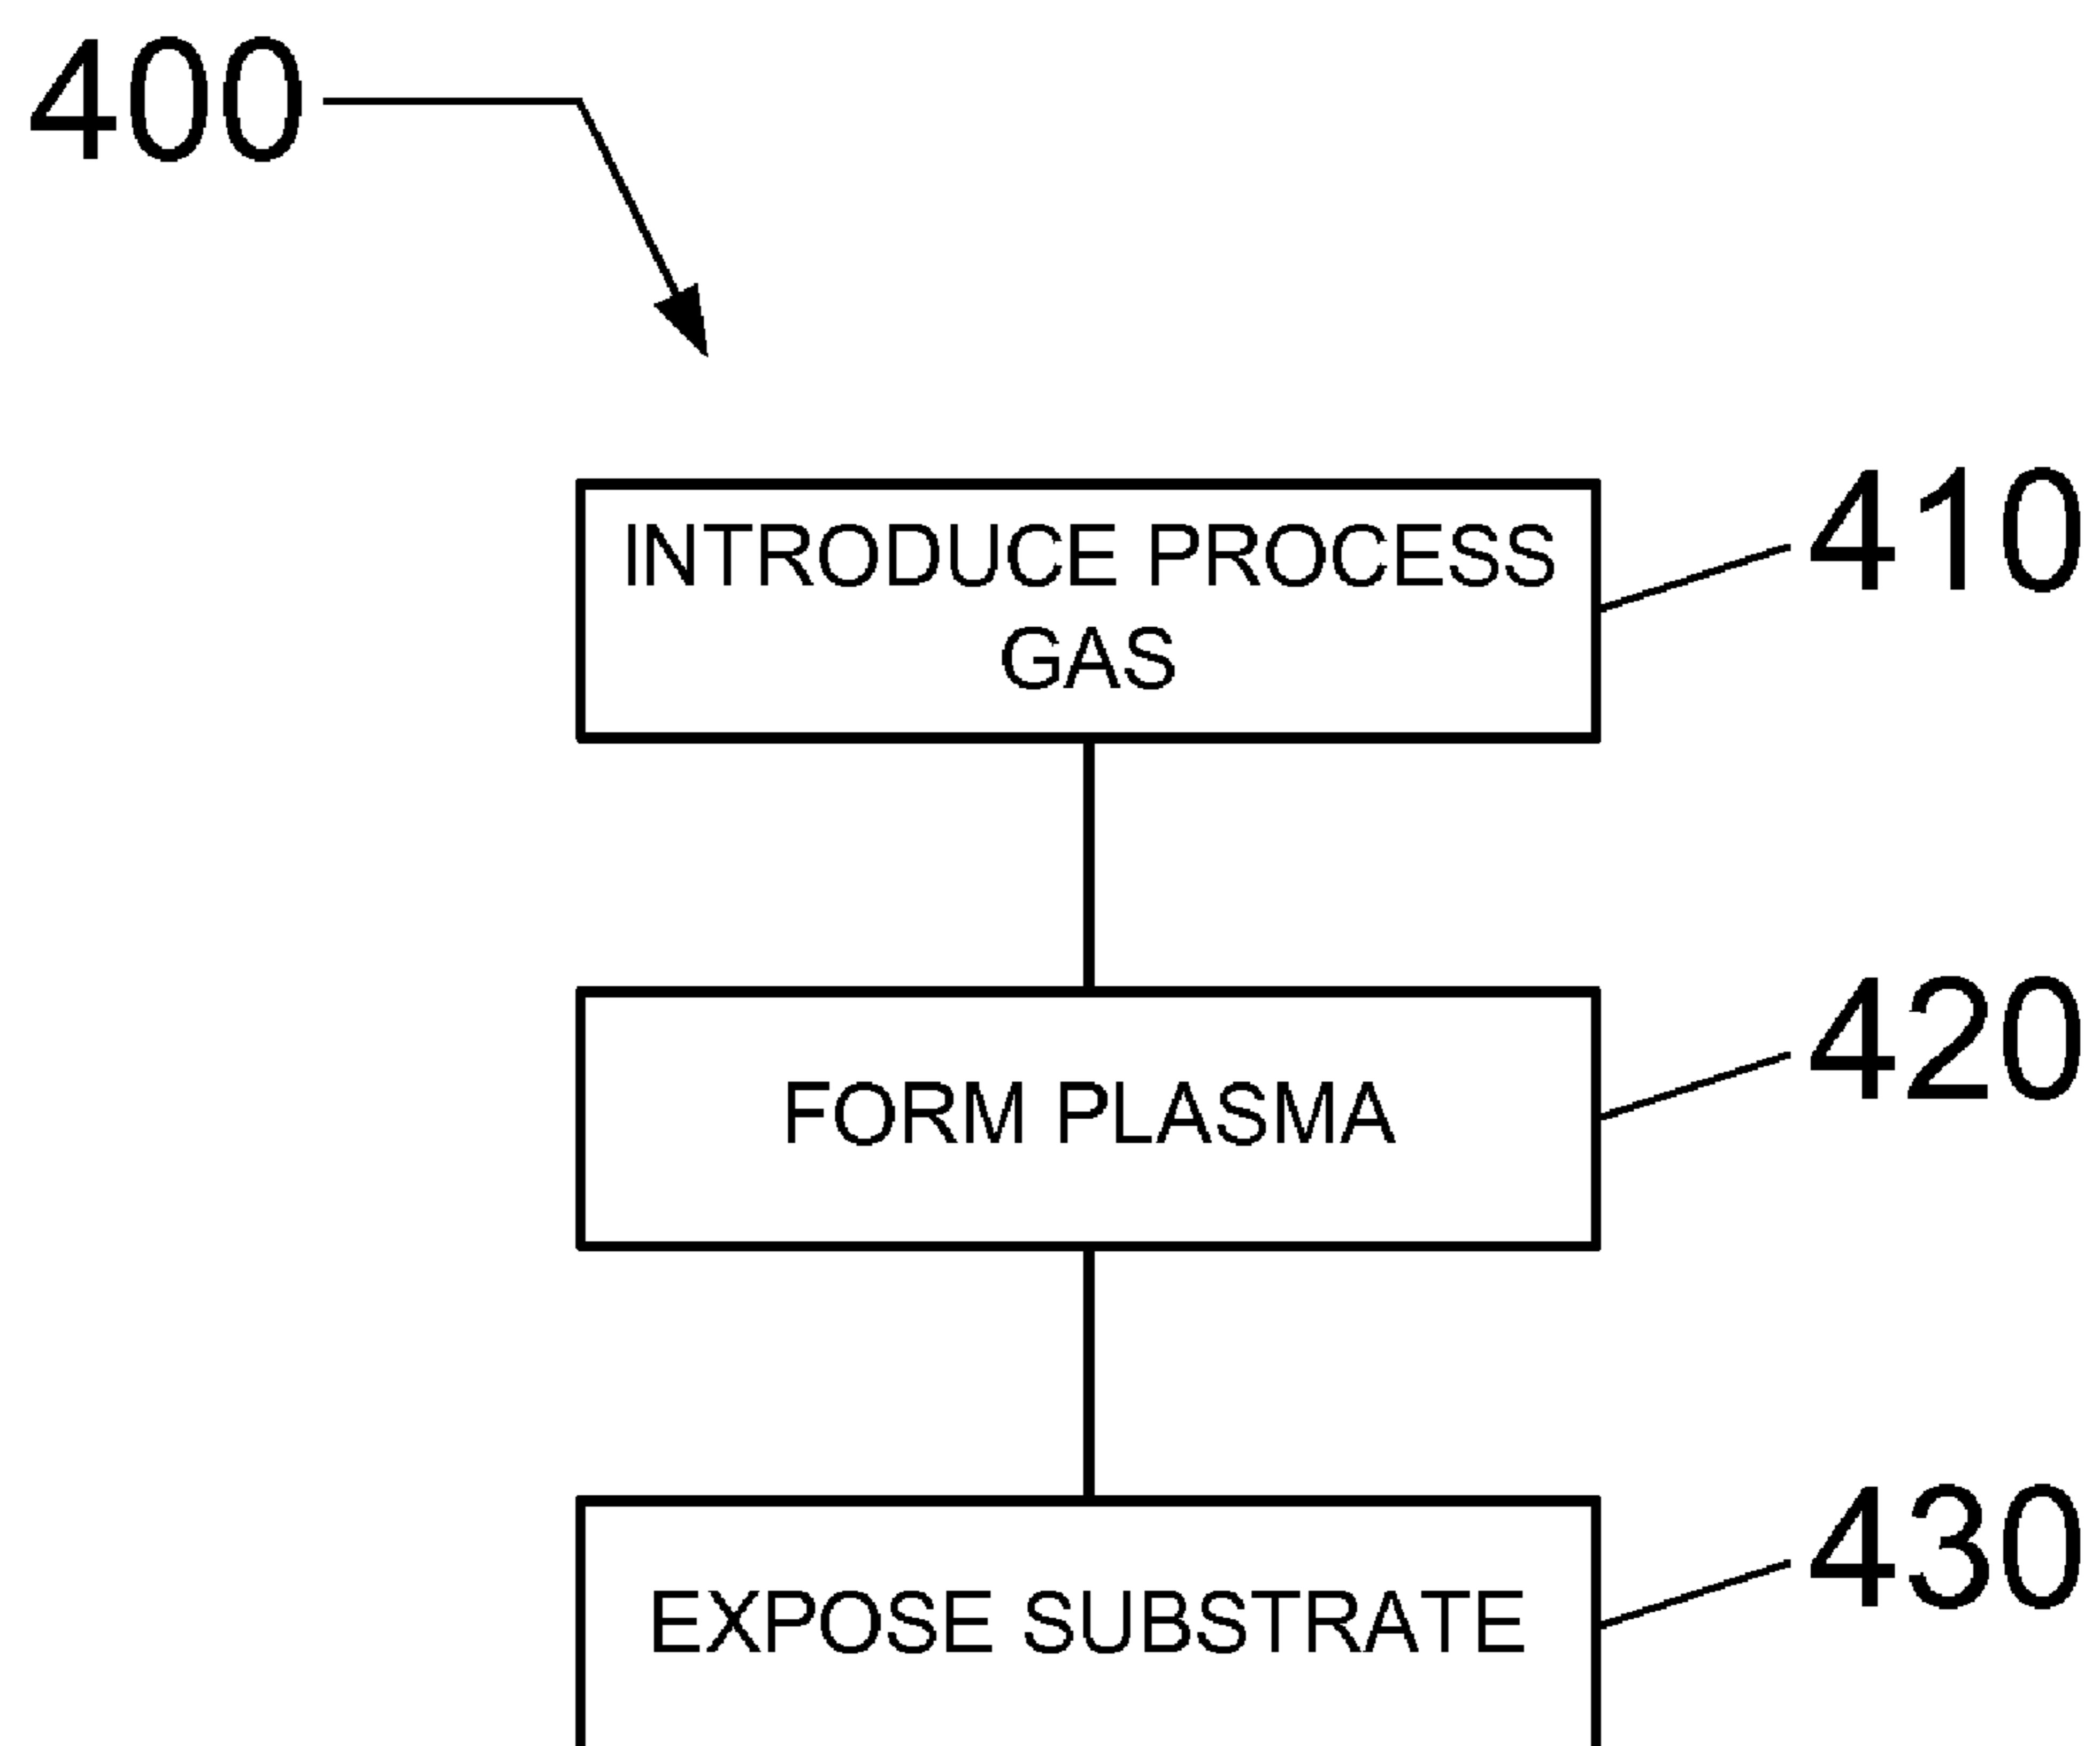 400
INTRODUCE PROCESS
GAS
410
FORM PLASMA
420
EXPOSE SUBSTRATE
430